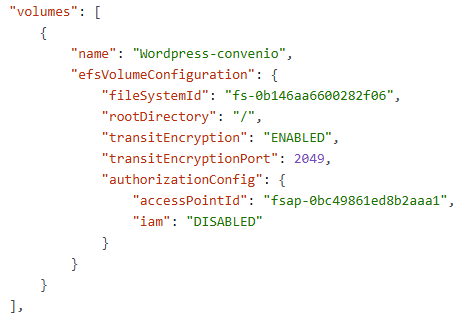 "volumes": [
{
"name": "Wordpress-convenio",
"efsVolumeConfiguration": {
"fileSystemId": "fs-0b146aa6600282f06",
"rootDirectory": "/",
"transitEncryption": "ENABLED",
"transitEncryptionPort": 2049,
"authorizationConfig": {
"accessPointId": "fsap-0bc49861ed8b2aaa1",
"iam": "DISABLED"
}
}
}
],